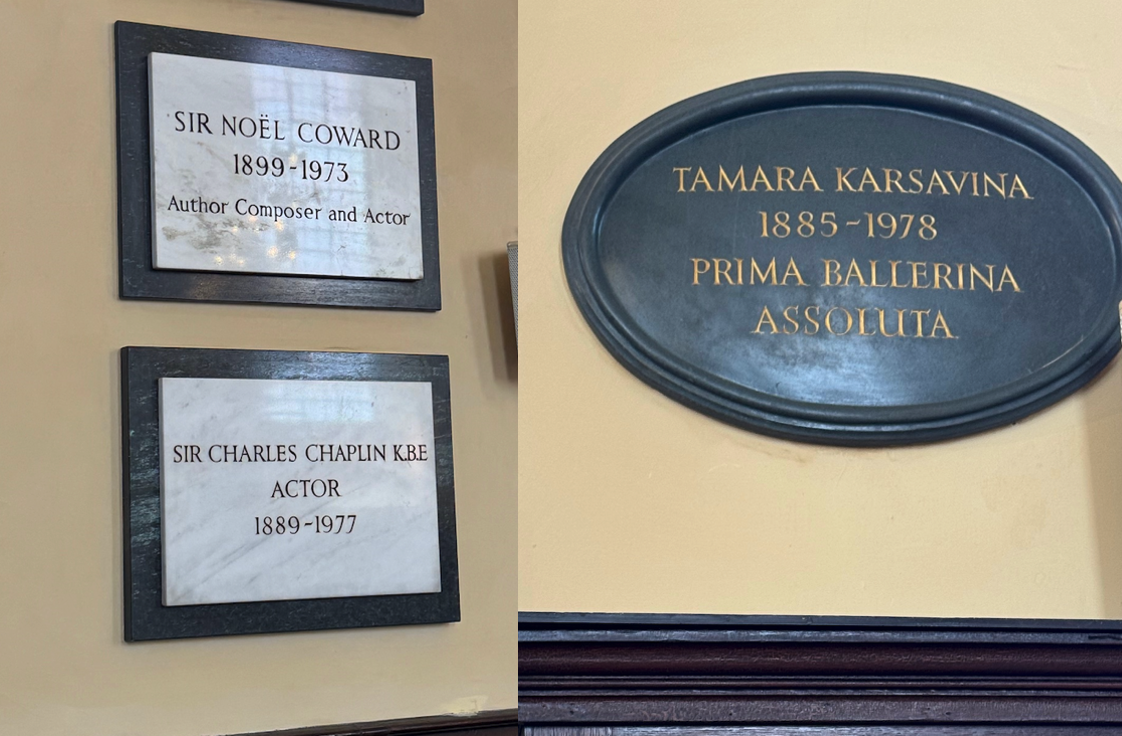 SIR NOËL COWARD
1899-1973
Author Composer and Actor
SIR CHARLES CHAPLIN K.B.E
ACTOR
1889-1977
TAMARA KARSAVINA
1885-1978
PRIMA BALLERINA
ASSOLUTA